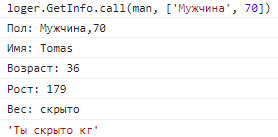 loger.GetInfo.call(man, ['Мужчина', 70])
Пол: Мужчина,70
Имя: Tomas
Возраст: 36
Рост: 179
Вес: скрыто
'Ты скрыто кг'